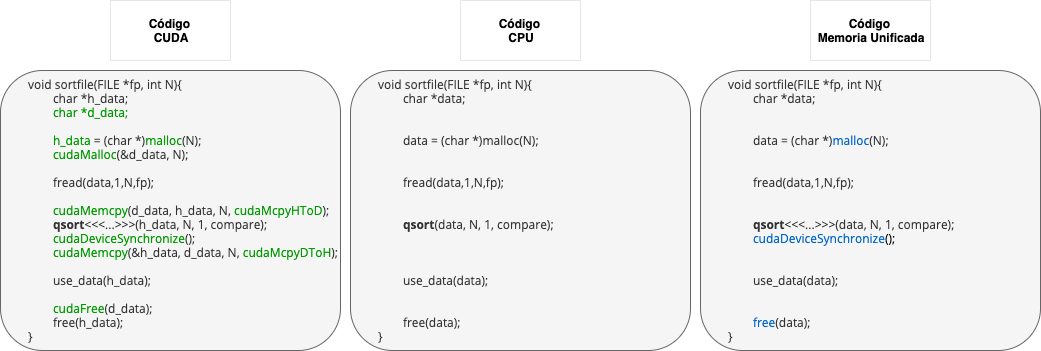 Código
CUDA
void sortfile(FILE *fp, int N){
char *h_data;
char *d_data;
h_data = (char *)malloc(N);
cudaMalloc(&d_data, N);
fread(data,1,N,fp);
cudaMemcpy(d_data, h_data, N, cudaMcpyHToD);
qsort<<<...>>>(h_data, N, 1, compare);
cudaDeviceSynchronize();
cudaMemcpy(&h_data, d_data, N, cudaMcpyDToH);
use_data(h_data);
cudaFree(d_data);
free(h_data);
}
Código
CPU
void sortfile(FILE *fp, int N){
char *data;
data = (char *)malloc(N);
fread(data,1,N,fp);
qsort(data, N, 1, compare);
use_data(data);
free(data);
}
Código
Memoria Unificada
void sortfile(FILE *fp, int N){
char *data;
data = (char *)malloc(N);
fread(data,1,N,fp);
qsort<<<...>>>(data, N, 1, compare);
cudaDeviceSynchronize();
use_data(data);
free(data);
}